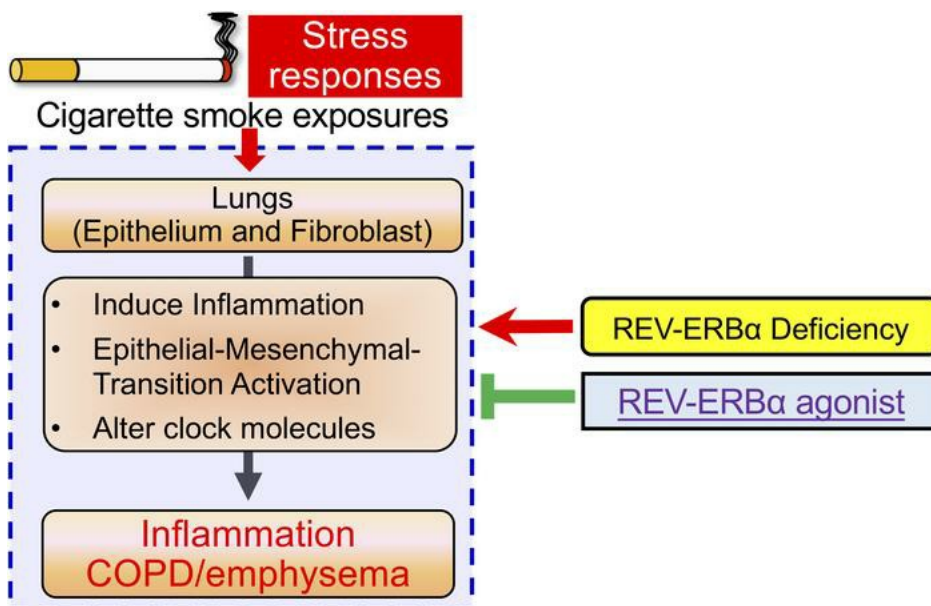 Stress
responses
Cigarette smoke exposures
Lungs
(Epithelium and Fibroblast)
• Induce Inflammation
• Epithelial-Mesenchymal-
Transition Activation
• Alter clock molecules
REV-ERBα Deficiency
REV-ERBα agonist
Inflammation
COPD/emphysema